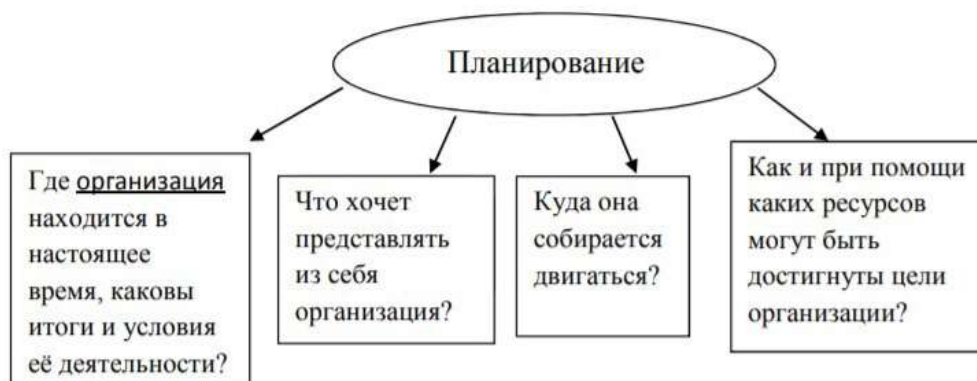 Планирование
Где организация
находится в
настоящее
время, каковы
итоги и условия
её деятельности?
Что хочет
представлять
из себя
организация?
Куда она
собирается
двигаться?
Как и при помощи
каких ресурсов
могут быть
достигнуты цели
организации?